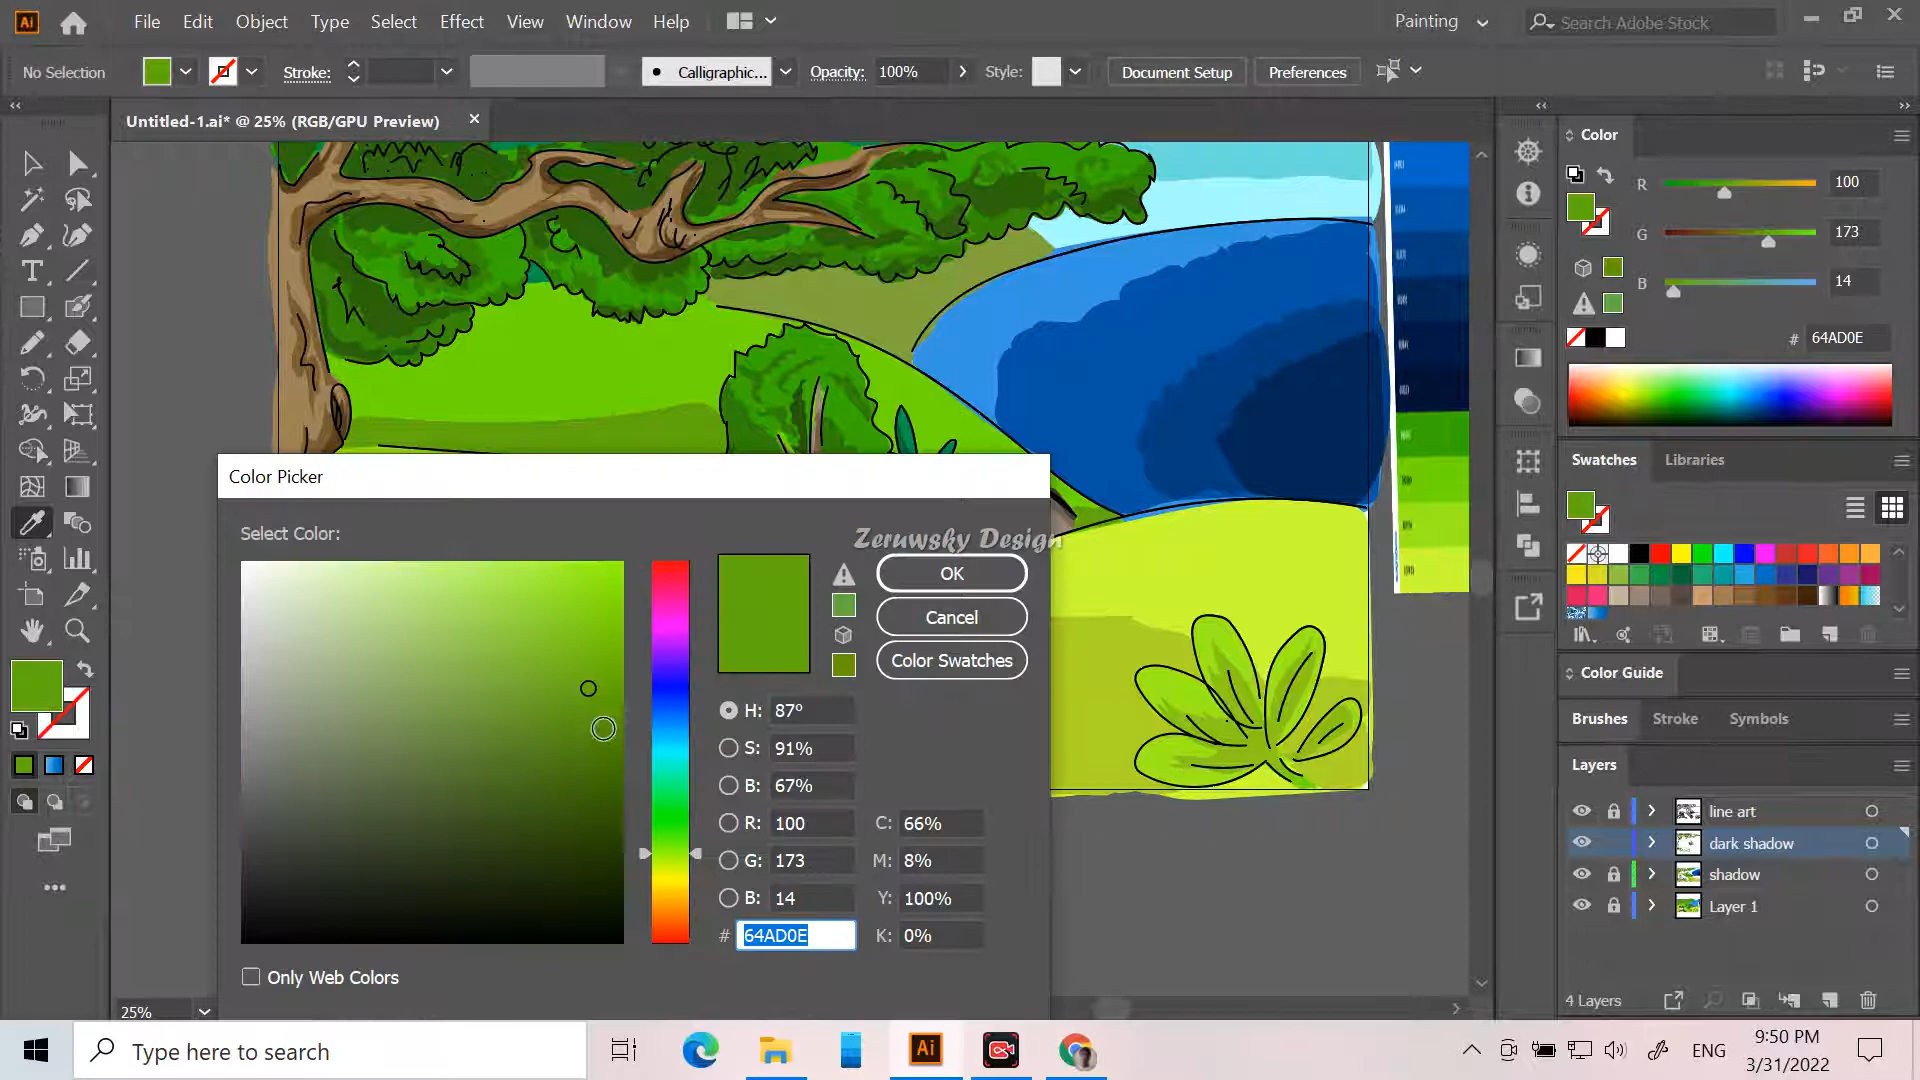 Ai File Edit Object Type Select Effect View Window Help Painting Search Adobe Stock
No Selection Stroke: Calligraphic... Opacity: 100% Style: Document Setup Preferences
Untitled-1.ai* @ 25% (RGB/GPU Preview)
Color
R 100
G 173
B 14
# 64AD0E
Swatches Libraries
Color Guide
Brushes Stroke Symbols
Layers
line art
dark shadow
shadow
Layer 1
4 Layers
Color Picker
Select Color:
Zeruwsky Design
OK
Cancel
Color Swatches
H: 87º
S: 91%
B: 67%
R: 100 C: 66%
G: 173 M: 8%
B: 14 Y: 100%
# 64AD0E K: 0%
Only Web Colors
25%
Type here to search
Ai
ENG
9:50 PM
3/31/2022